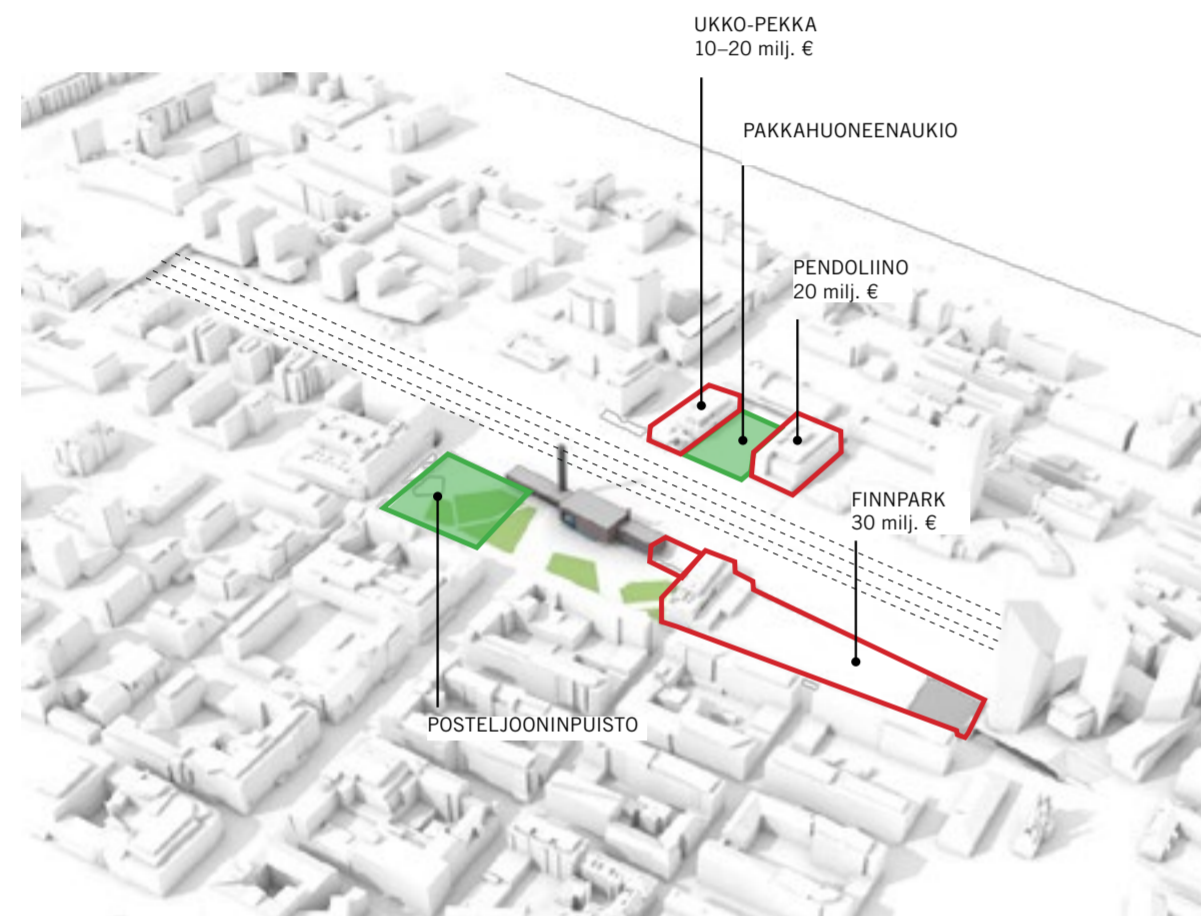 UKKO-PEKKA
10–20 milj. €
PAKKAHUONEENAUKIO
PENDOLIINO
20 milj. €
FINNPARK
30 milj. €
POSTELJOONINPUISTO